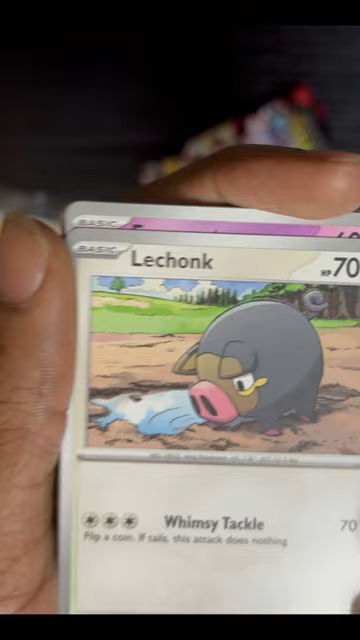 BASIC
BASIC
Lechonk
HP 70
Whimsy Tackle 70
Flip a coin. If tails, this attack does nothing.